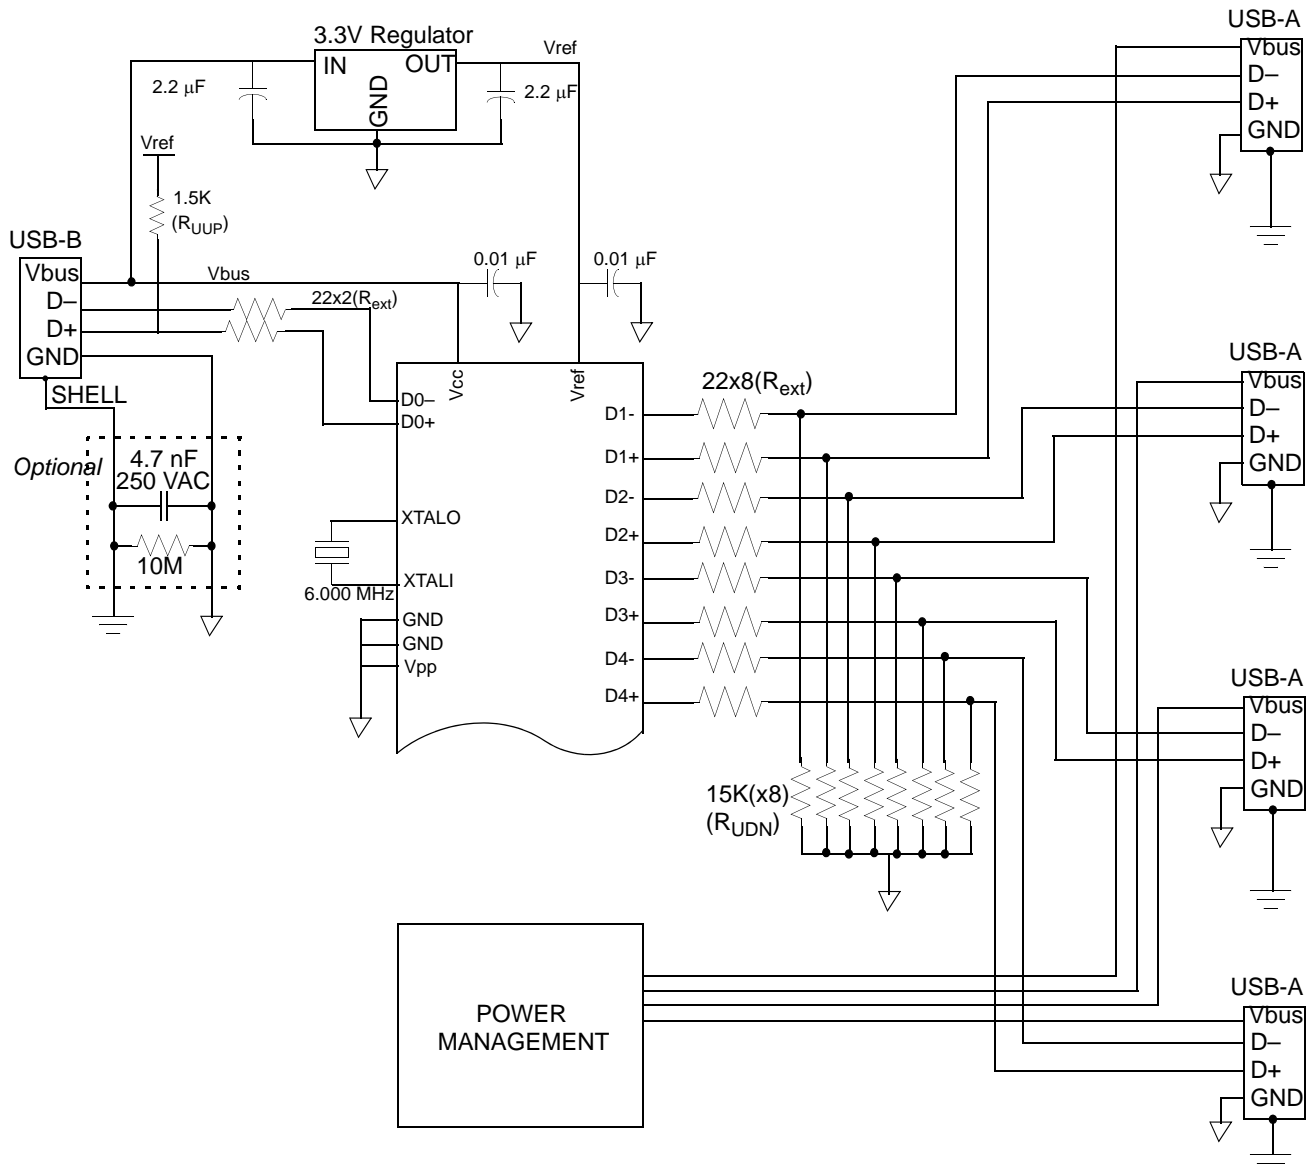 USB-A
3.3V Regulator
Vref
Vbus
IN
OUT
D–
2.2 μF
GND
2.2 μF
D+
GND
Vref
1.5K
(RUUP)
USB-B
0.01 μF
0.01 μF
Vbus
Vbus
D–
22x2(Rext)
D+
GND
SHELL
Vcc
Vref
USB-A
Vbus
D–
D+
GND
22x8(Rext)
D0–
D0+
D1-
D1+
Optional
4.7 nF
250 VAC
10M
D2-
XTALO
D2+
D3-
XTALI
6.000 MHz
D3+
GND
GND
D4-
Vpp
D4+
USB-A
Vbus
D–
D+
GND
15K(x8)
(RUDN)
POWER
MANAGEMENT
USB-A
Vbus
D–
D+
GND